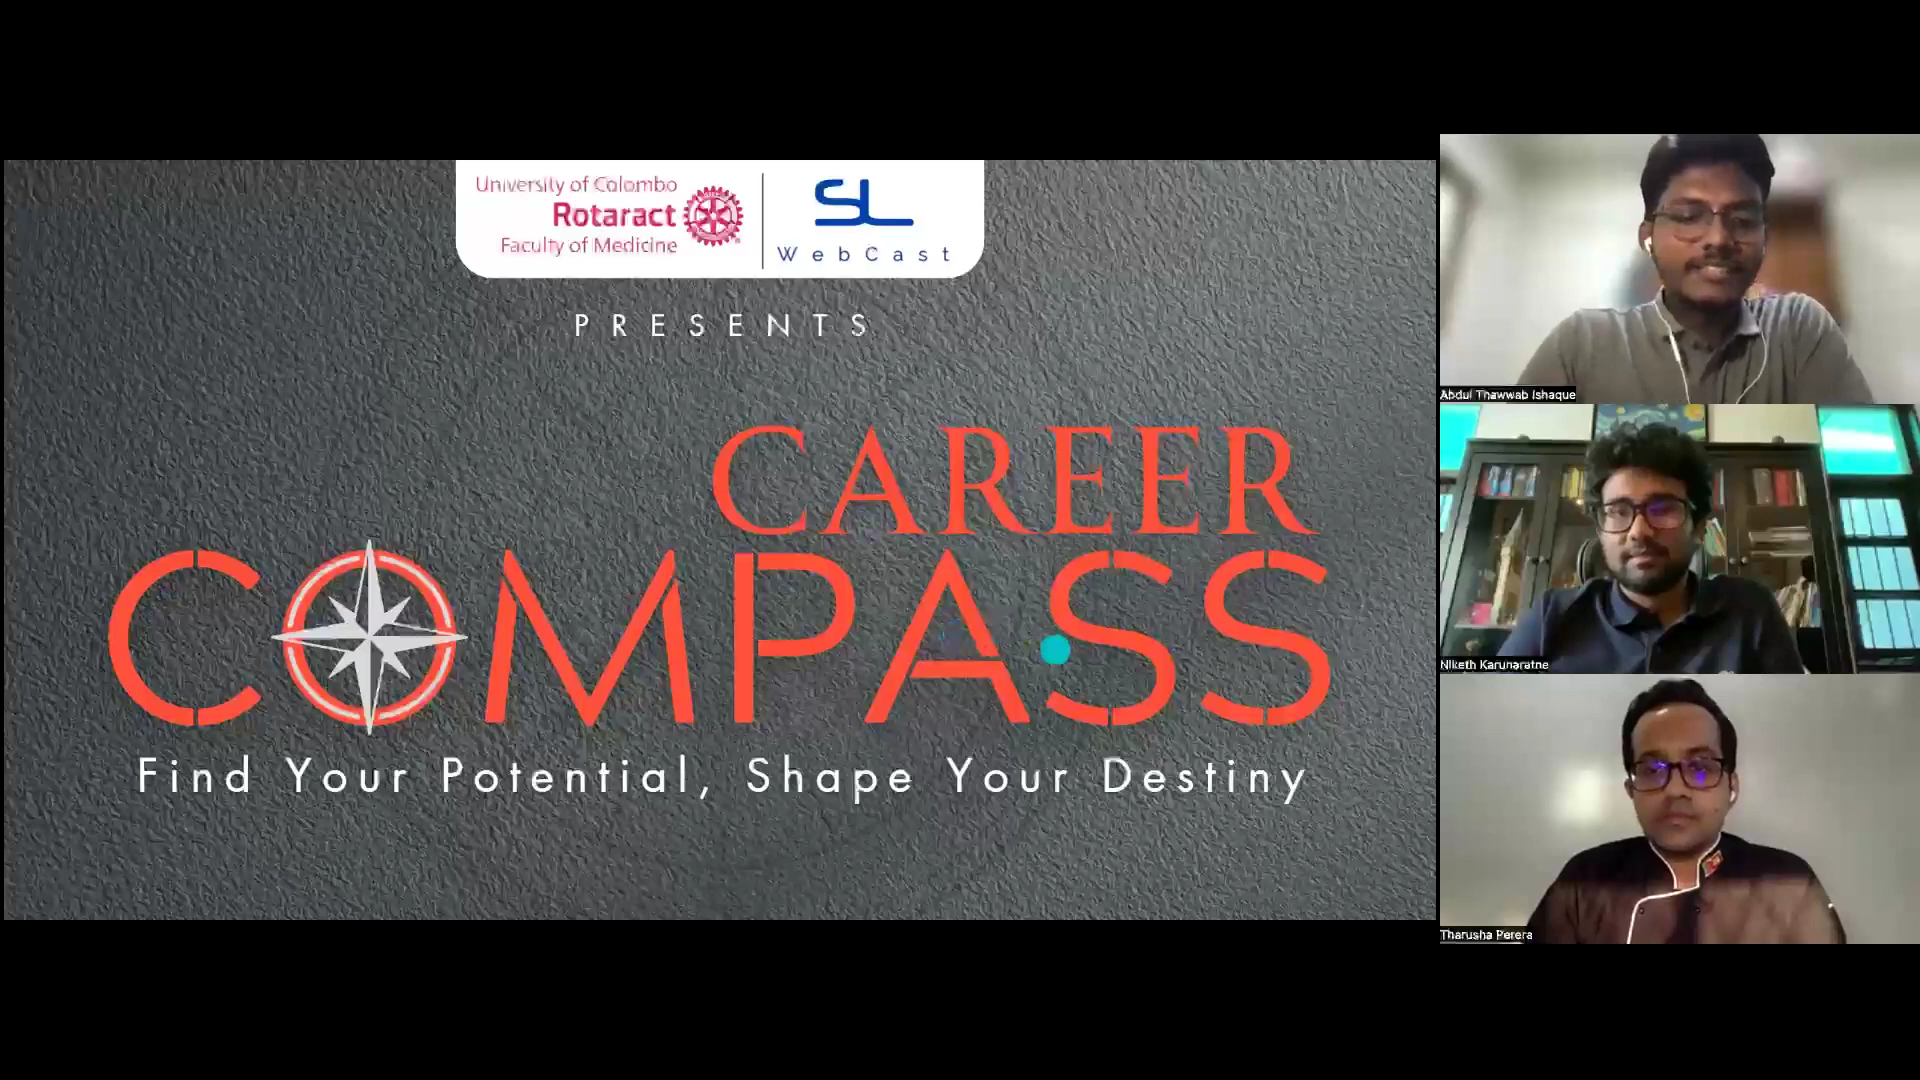 University of Colombo
Rotaract
Faculty of Medicine
SL
WebCast
PRESENTS
CAREER
COMPASS
Find Your Potential, Shape Your Destiny
Abdul Thawwab Ishaque
Niketh Karunaratne
Tharusha Perera